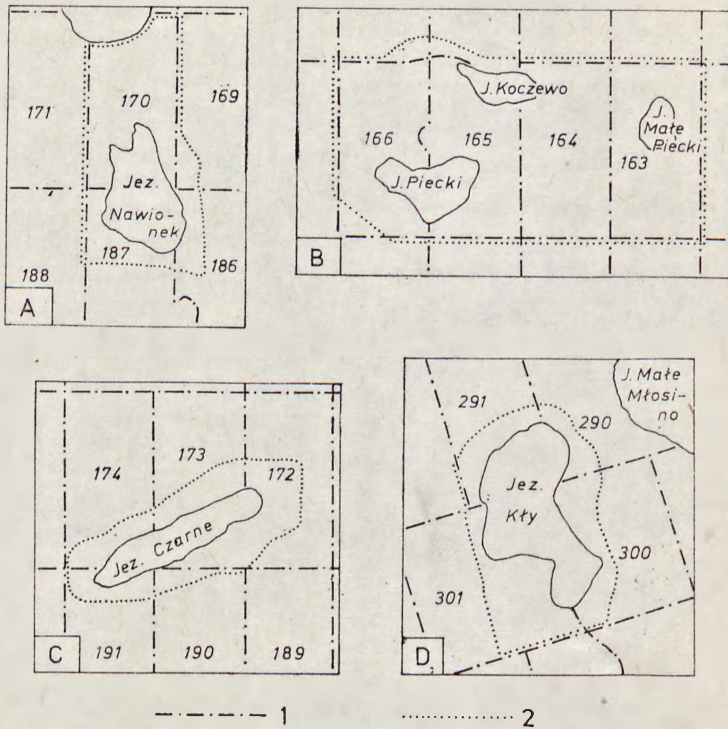 171
170
169
Jez.
Nawio-
nek
187
186
188
A
J. Koczewo
J.
Małe
Piecki
166
165
164
163
J. Piecki
B
174
173
172
Jez. Czarne
C
191
190
189
J. Małe
Młosi-
no
291
290
Jez.
Kły
300
301
D
1
2